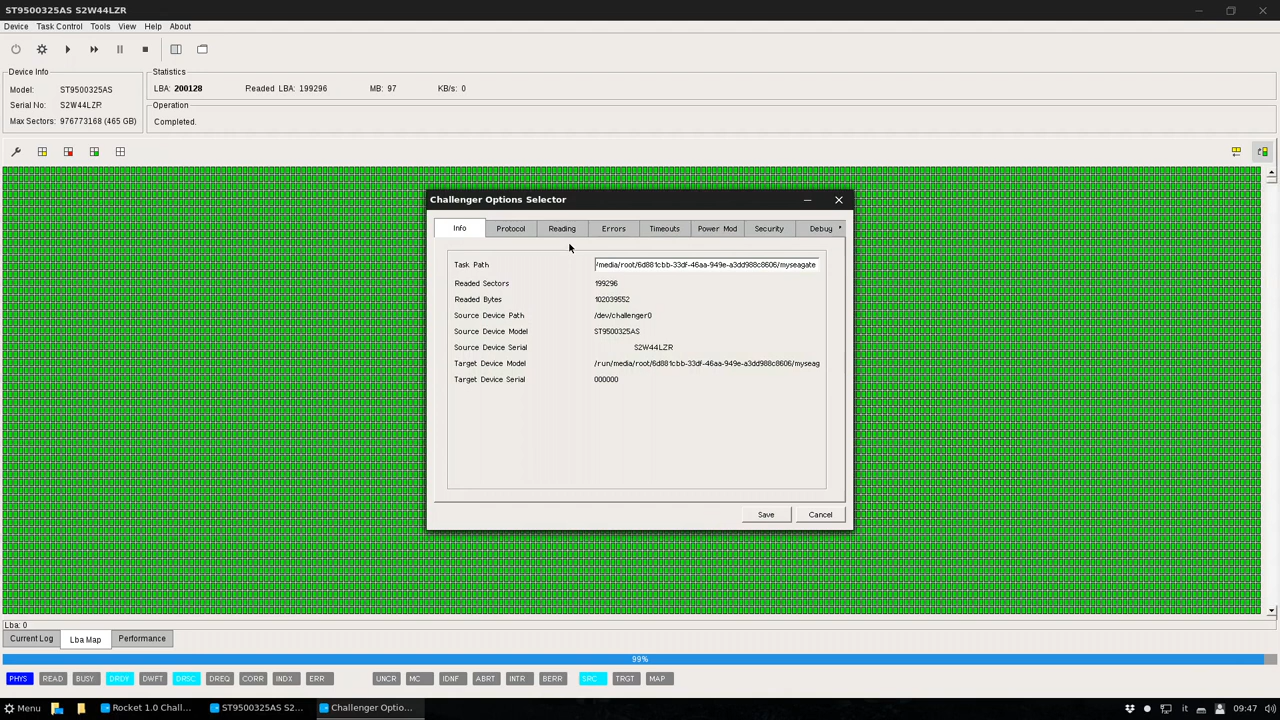 ST9500325AS S2W44LZR
Device Task Control Tools View Help About
Device Info
Model: ST9500325AS
Serial No: S2W44LZR
Max Sectors: 976773168 (465 GB)
Statistics
LBA: 200128 Readed LBA: 199296 MB: 97 KB/s: 0
Operation
Completed.
Challenger Options Selector
Info Protocol Reading Errors Timeouts Power Mod Security Debug
Task Path /media/root/6d881cbb-33df-46aa-949e-a3dd988c8606/myseagate
Readed Sectors 199296
Readed Bytes 102039552
Source Device Path /dev/challenger0
Source Device Model ST9500325AS
Source Device Serial S2W44LZR
Target Device Model /run/media/root/6d881cbb-33df-46aa-949e-a3dd988c8606/myseag
Target Device Serial 000000
Save Cancel
Lba: 0
Current Log Lba Map Performance
99%
PHYS READ BUSY DRDY DWFT DRSC DREQ CORR INDX ERR UNCR MC IDNF ABRT INTR BERR SRC TRGT MAP
Menu Rocket 1.0 Chall... ST9500325AS S2... Challenger Optio... it 09:47